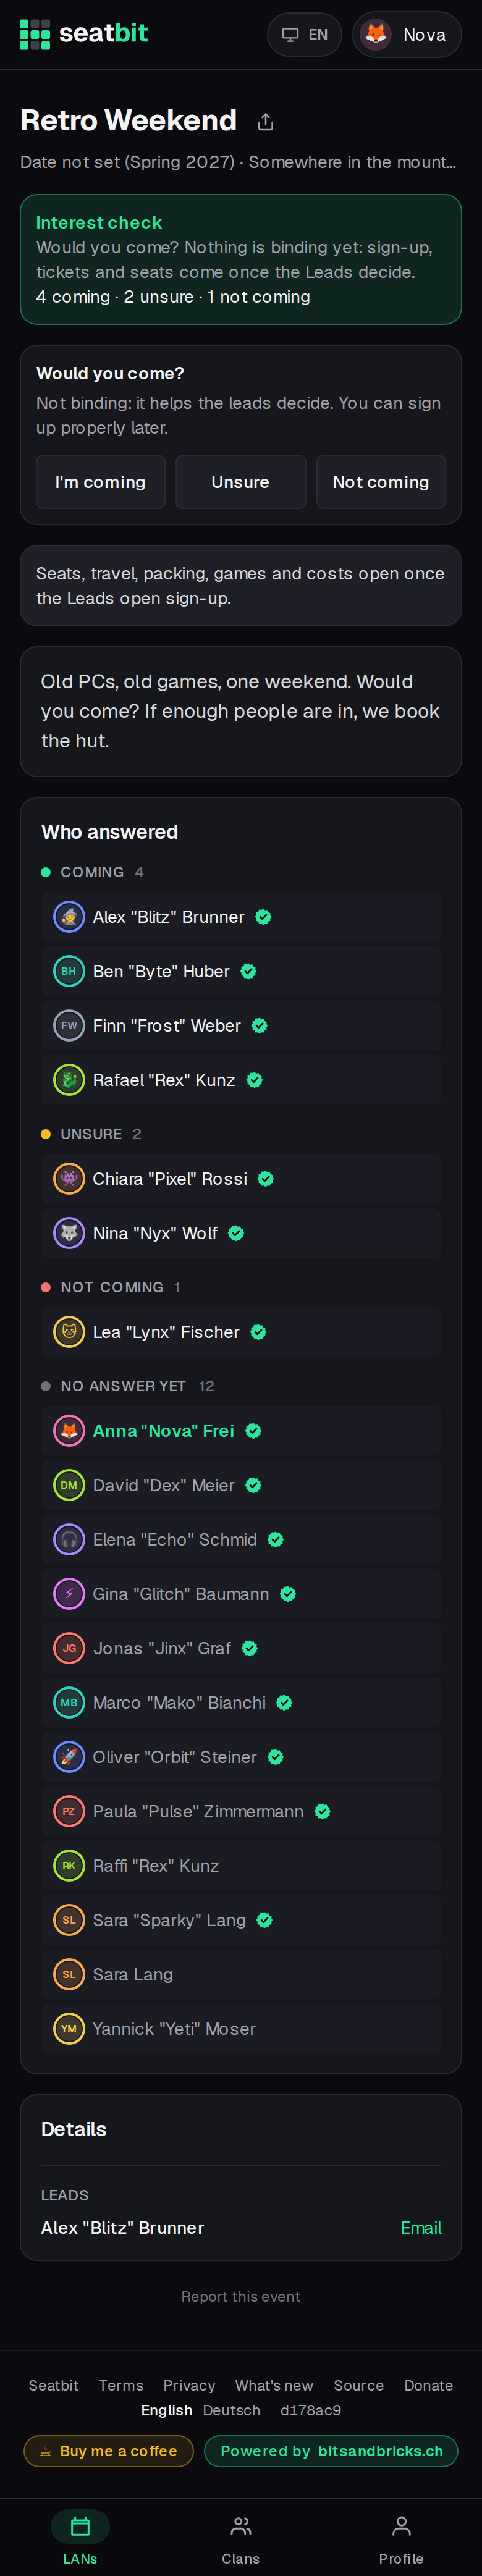 seatbit
EN
Nova
Retro Weekend
Date not set (Spring 2027) · Somewhere in the mount...
Interest check
Would you come? Nothing is binding yet: sign-up,
tickets and seats come once the Leads decide.
4 coming · 2 unsure · 1 not coming
Would you come?
Not binding: it helps the leads decide. You can sign
up properly later.
I'm coming
Unsure
Not coming
Seats, travel, packing, games and costs open once
the Leads open sign-up.
Old PCs, old games, one weekend. Would
you come? If enough people are in, we book
the hut.
Who answered
COMING 4
Alex "Blitz" Brunner
BH Ben "Byte" Huber
FW Finn "Frost" Weber
Rafael "Rex" Kunz
UNSURE 2
Chiara "Pixel" Rossi
Nina "Nyx" Wolf
NOT COMING 1
Lea "Lynx" Fischer
NO ANSWER YET 12
Anna "Nova" Frei
DM David "Dex" Meier
Elena "Echo" Schmid
Gina "Glitch" Baumann
JG Jonas "Jinx" Graf
MB Marco "Mako" Bianchi
Oliver "Orbit" Steiner
PZ Paula "Pulse" Zimmermann
RK Raffi "Rex" Kunz
SL Sara "Sparky" Lang
SL Sara Lang
YM Yannick "Yeti" Moser
Details
LEADS
Alex "Blitz" Brunner Email
Report this event
Seatbit Terms Privacy What's new Source Donate
English Deutsch d178ac9
Buy me a coffee
Powered by bitsandbricks.ch
LANs
Clans
Profile